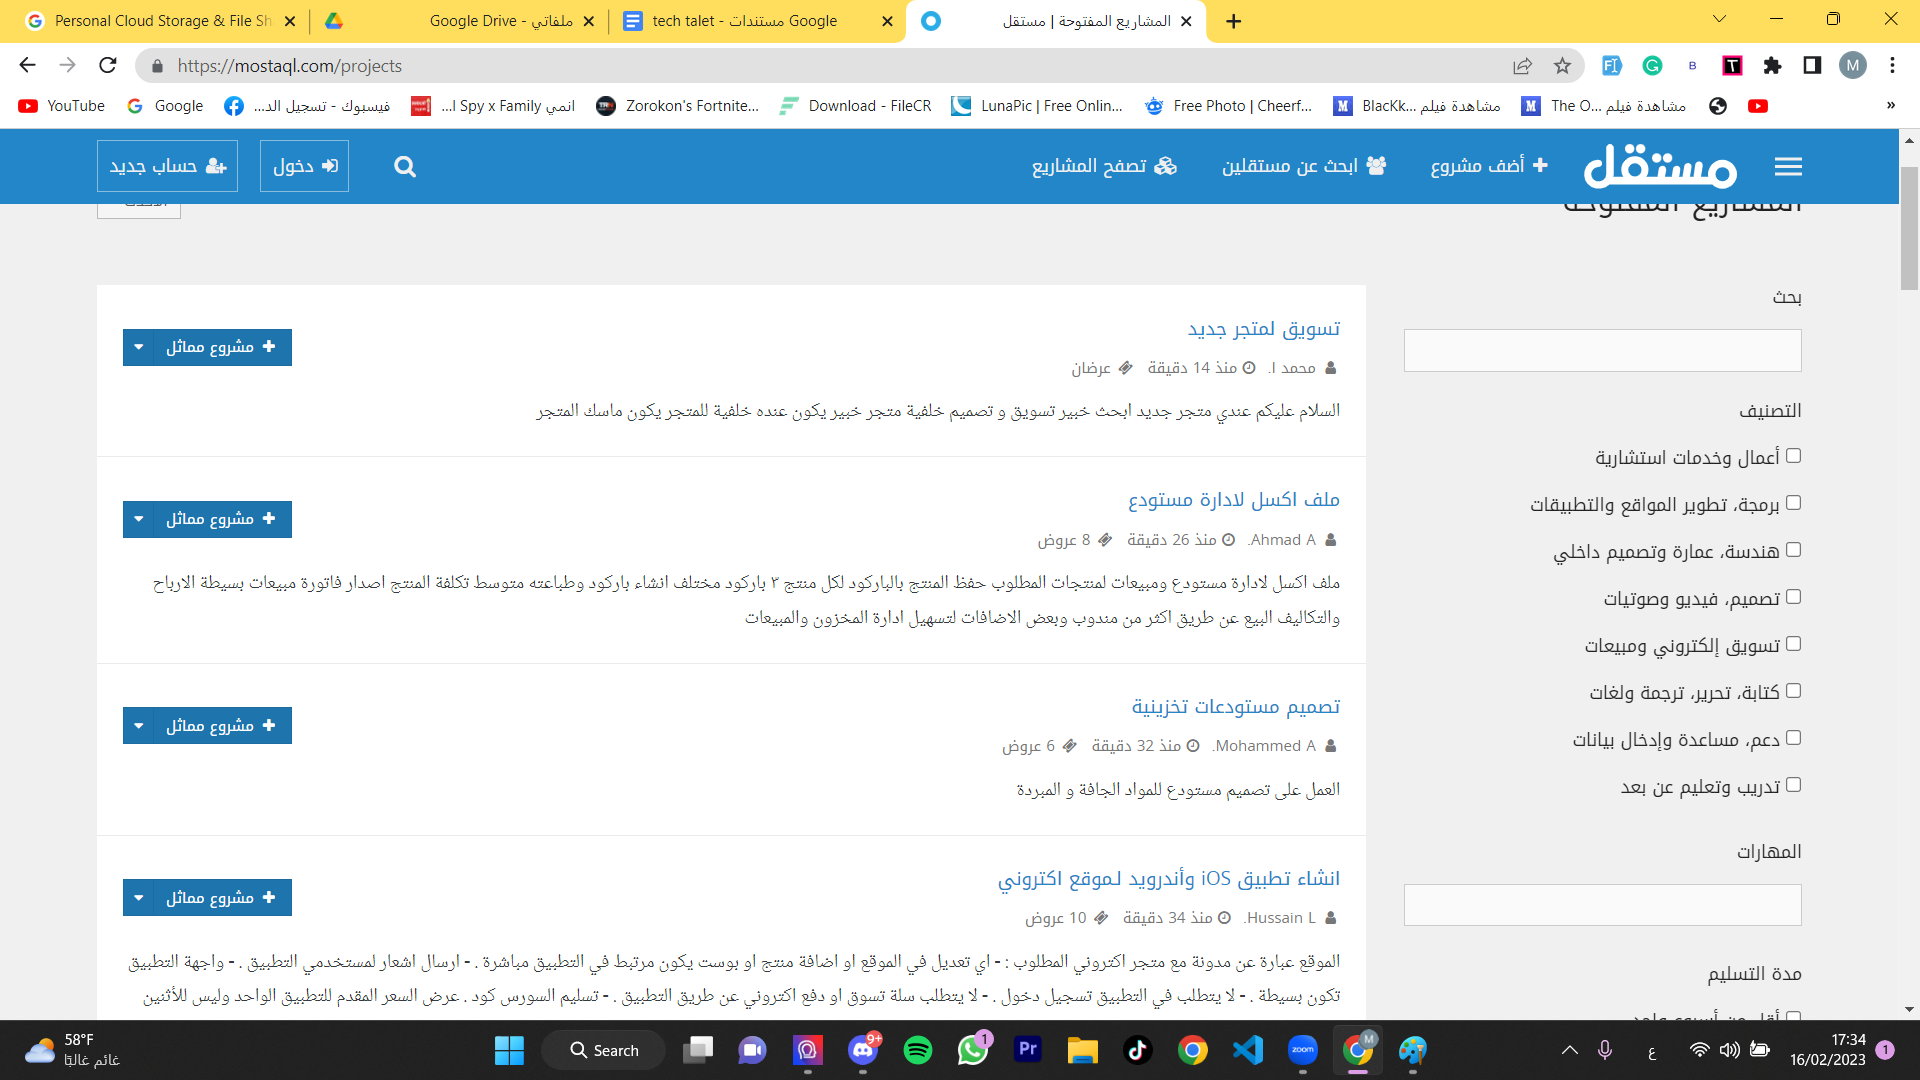 Personal Cloud Storage & File Sh
ملفاتي - Google Drive
tech talet - مستندات Google
المشاريع المفتوحة | مستقل
https://mostaql.com/projects
M
YouTube
Google
فيسبوك - تسجيل الد...
انمي Spy x Family ا...
Zorokon's Fortnite...
Download - FileCR
LunaPic | Free Onlin...
Free Photo | Cheerf...
مشاهدة فيلم BlacKk...
مشاهدة فيلم The O...
»
مستقل
أضف مشروع
ابحث عن مستقلين
تصفح المشاريع
دخول
حساب جديد
المشاريع المفتوحة
الأحدث
بحث
التصنيف
أعمال وخدمات استشارية
برمجة، تطوير المواقع والتطبيقات
هندسة، عمارة وتصميم داخلي
تصميم، فيديو وصوتيات
تسويق إلكتروني ومبيعات
كتابة، تحرير، ترجمة ولغات
دعم، مساعدة وإدخال بيانات
تدريب وتعليم عن بعد
المهارات
مدة التسليم
أقل من أسبوع واحد
تسويق لمتجر جديد
محمد ا. منذ 14 دقيقة عرضان
مشروع مماثل
السلام عليكم عندي متجر جديد ابحث خبير تسويق و تصميم خلفية متجر خبير يكون عنده خلفية للمتجر يكون ماسك المتجر
ملف اكسل لادارة مستودع
Ahmad A. منذ 26 دقيقة 8 عروض
مشروع مماثل
ملف اكسل لادارة مستودع ومبيعات لمنتجات المطلوب حفظ المنتج بالباركود لكل منتج ٣ باركود مختلف انشاء باركود وطباعته متوسط تكلفة المنتج اصدار فاتورة مبيعات بسيطة الارباح
والتكاليف البيع عن طريق اكثر من مندوب وبعض الاضافات لتسهيل ادارة المخزون والمبيعات
تصميم مستودعات تخزينية
Mohammed A. منذ 32 دقيقة 6 عروض
مشروع مماثل
العمل على تصميم مستودع للمواد الجافة و المبردة
انشاء تطبيق iOS وأندرويد لموقع اكتروني
Hussain L. منذ 34 دقيقة 10 عروض
مشروع مماثل
الموقع عبارة عن مدونة مع متجر اكتروني المطلوب : - اي تعديل في الموقع او اضافة منتج او بوست يكون مرتبط في التطبيق مباشرة . - ارسال اشعار لمستخدمي التطبيق . - واجهة التطبيق
تكون بسيطة . - لا يتطلب في التطبيق تسجيل دخول . - لا يتطلب سلة تسوق او دفع اكتروني عن طريق التطبيق . - تسليم السورس كود . عرض السعر المقدم للتطبيق الواحد وليس للأثنين
58°F
غائم غالبًا
Search
9+
1
Pr
zoom
M
ع
17:34
16/02/2023
1